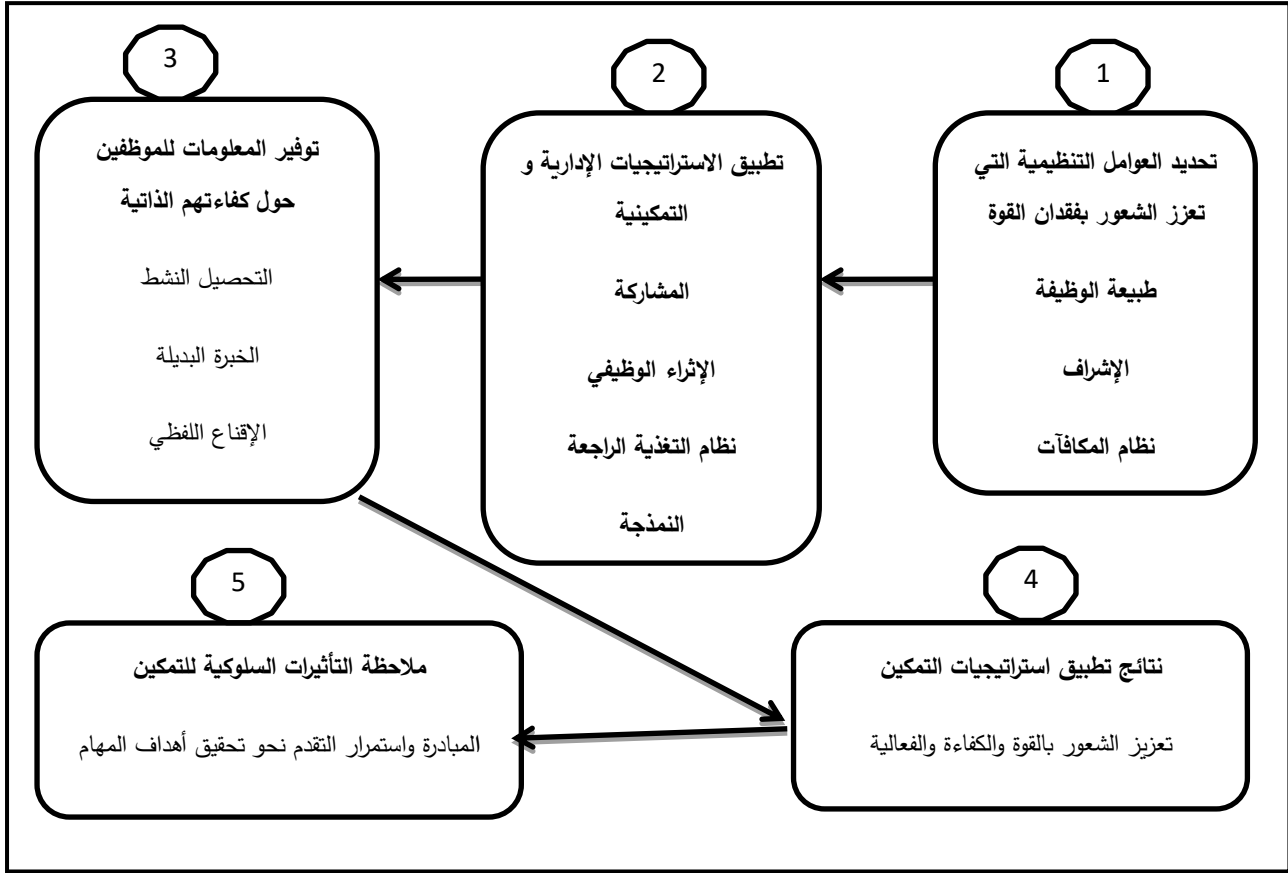 1
تحديد العوامل التنظيمية التي
تعزز الشعور بفقدان القوة
طبيعة الوظيفة
الإشراف
نظام المكافآت
2
تطبيق الاستراتيجيات الإدارية و
التمكينية
المشاركة
الإثراء الوظيفي
نظام التغذية الراجعة
النمذجة
3
توفير المعلومات للموظفين
حول كفاءتهم الذاتية
التحصيل النشط
الخبرة البديلة
الإقناع اللفظي
4
نتائج تطبيق استراتيجيات التمكين
تعزيز الشعور بالقوة والكفاءة والفعالية
5
ملاحظة التأثيرات السلوكية للتمكين
المبادرة واستمرار التقدم نحو تحقيق أهداف المهام